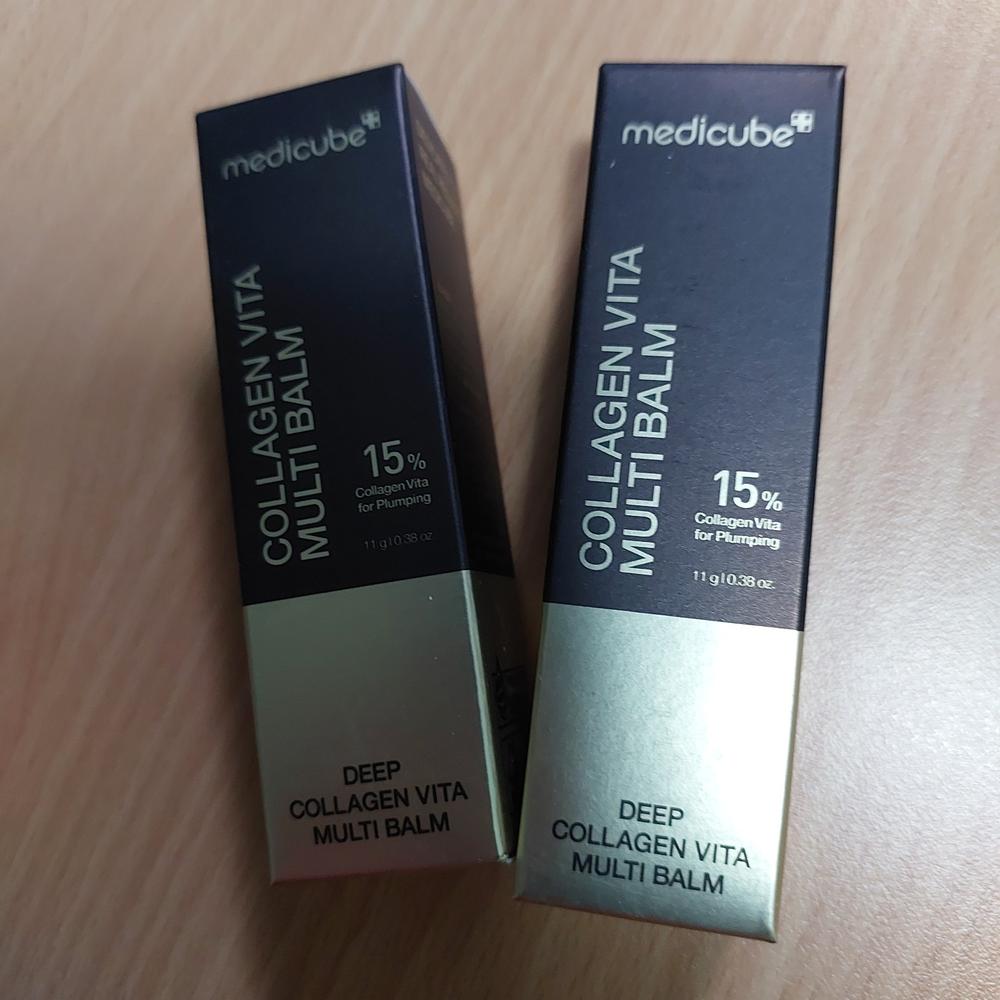 medicube
COLLAGEN VITA
MULTI BALM
15%
Collagen Vita
for Plumping
11 g | 0.38 oz
DEEP
COLLAGEN VITA
MULTI BALM
medicube
COLLAGEN VITA
MULTI BALM
15%
Collagen Vita
for Plumping
11 g | 0.38 oz.
DEEP
COLLAGEN VITA
MULTI BALM